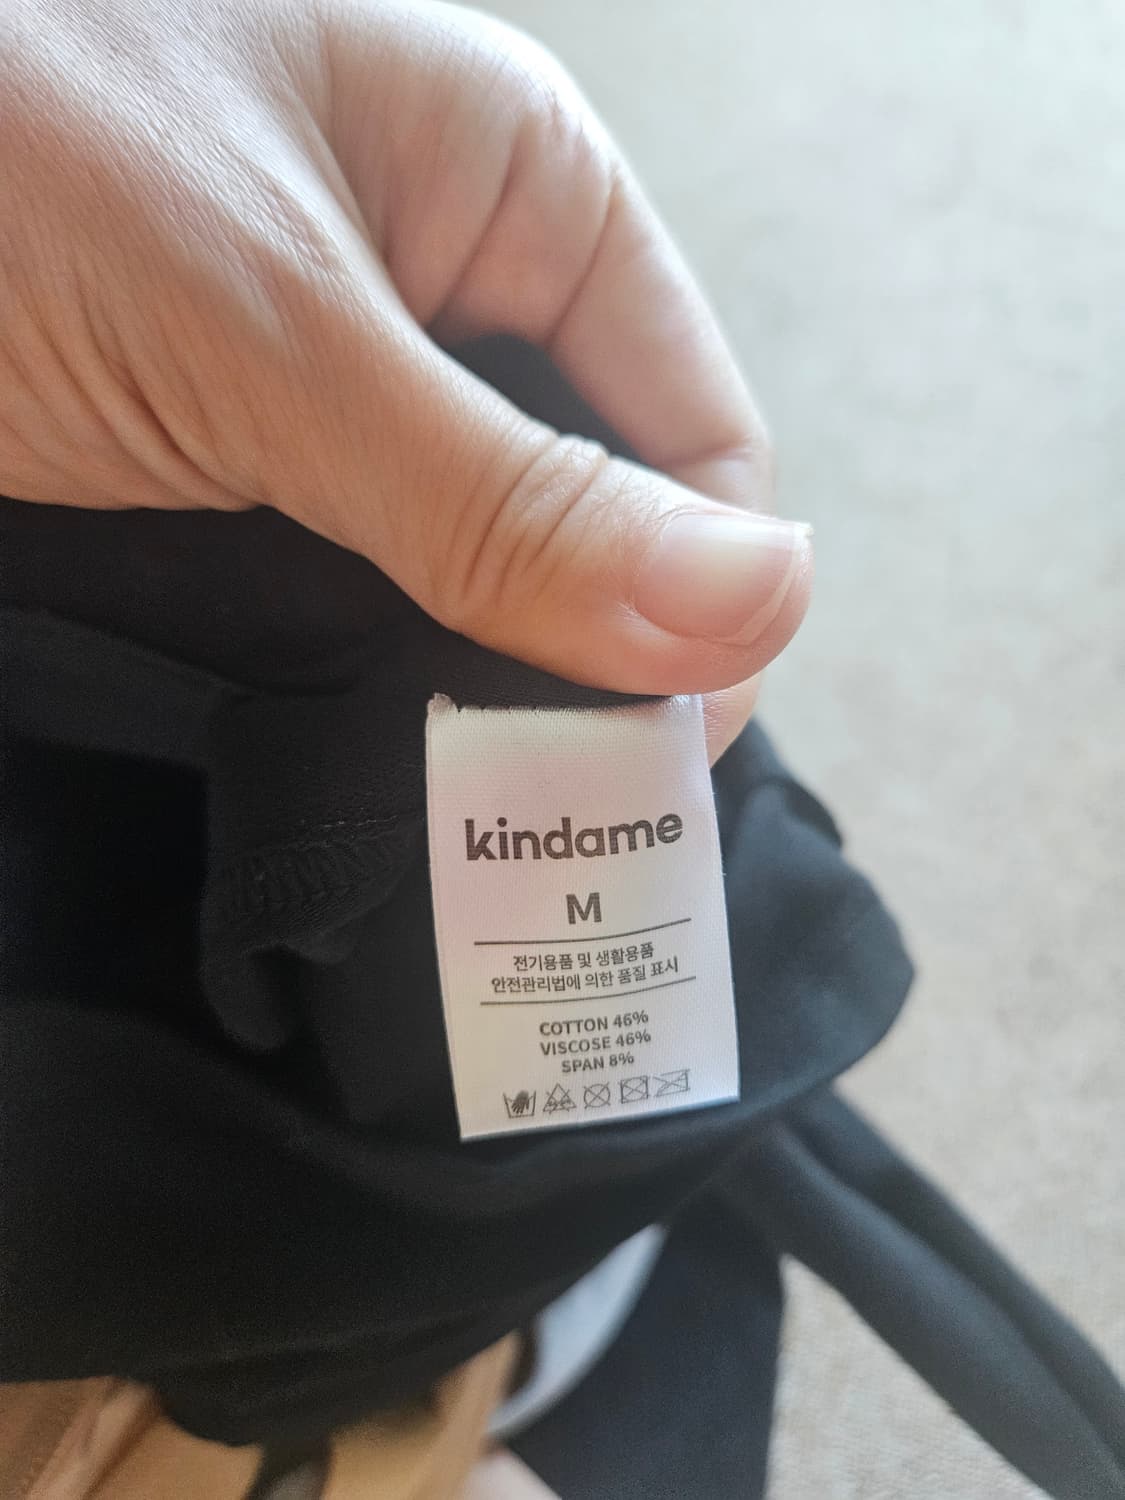 kindame
M
전기용품 및 생활용품
안전관리법에 의한 품질 표시
COTTON 46%
VISCOSE 46%
SPAN 8%